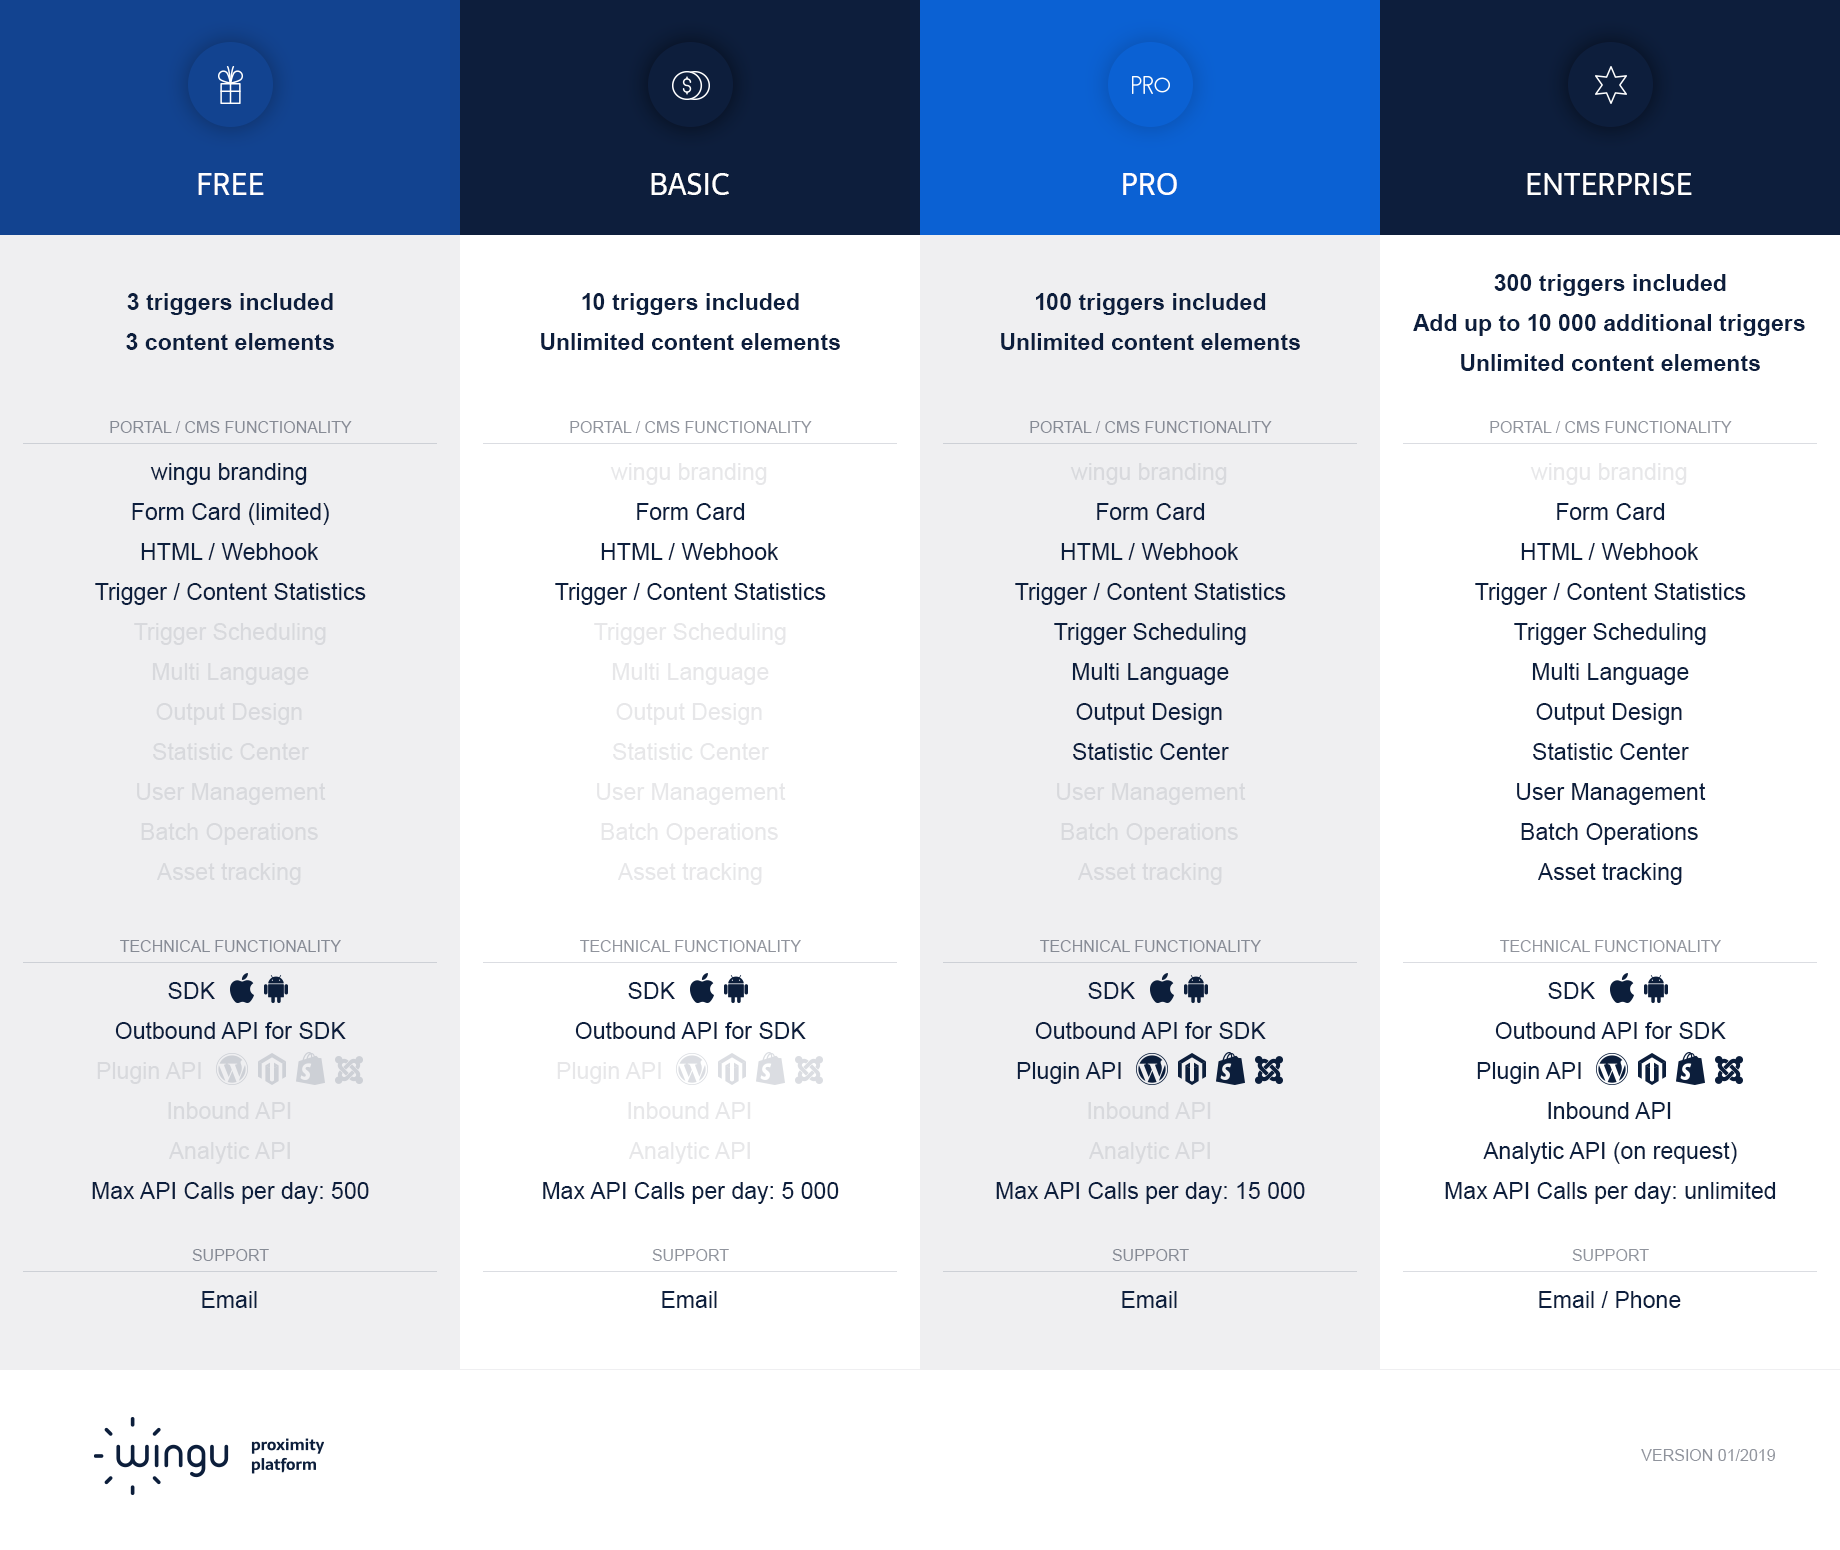 FREE
3 triggers included
3 content elements
PORTAL / CMS FUNCTIONALITY
wingu branding
Form Card (limited)
HTML / Webhook
Trigger / Content Statistics
Trigger Scheduling
Multi Language
Output Design
Statistic Center
User Management
Batch Operations
Asset tracking
TECHNICAL FUNCTIONALITY
SDK
Outbound API for SDK
Plugin API
Inbound API
Analytic API
Max API Calls per day: 500
SUPPORT
Email
$
BASIC
10 triggers included
Unlimited content elements
PORTAL / CMS FUNCTIONALITY
wingu branding
Form Card
HTML / Webhook
Trigger / Content Statistics
Trigger Scheduling
Multi Language
Output Design
Statistic Center
User Management
Batch Operations
Asset tracking
TECHNICAL FUNCTIONALITY
SDK
Outbound API for SDK
Plugin API
Inbound API
Analytic API
Max API Calls per day: 5 000
SUPPORT
Email
PRO
PRO
100 triggers included
Unlimited content elements
PORTAL / CMS FUNCTIONALITY
wingu branding
Form Card
HTML / Webhook
Trigger / Content Statistics
Trigger Scheduling
Multi Language
Output Design
Statistic Center
User Management
Batch Operations
Asset tracking
TECHNICAL FUNCTIONALITY
SDK
Outbound API for SDK
Plugin API
Inbound API
Analytic API
Max API Calls per day: 15 000
SUPPORT
Email
ENTERPRISE
300 triggers included
Add up to 10 000 additional triggers
Unlimited content elements
PORTAL / CMS FUNCTIONALITY
wingu branding
Form Card
HTML / Webhook
Trigger / Content Statistics
Trigger Scheduling
Multi Language
Output Design
Statistic Center
User Management
Batch Operations
Asset tracking
TECHNICAL FUNCTIONALITY
SDK
Outbound API for SDK
Plugin API
Inbound API
Analytic API (on request)
Max API Calls per day: unlimited
SUPPORT
Email / Phone
wingu
proximity
platform
VERSION 01/2019